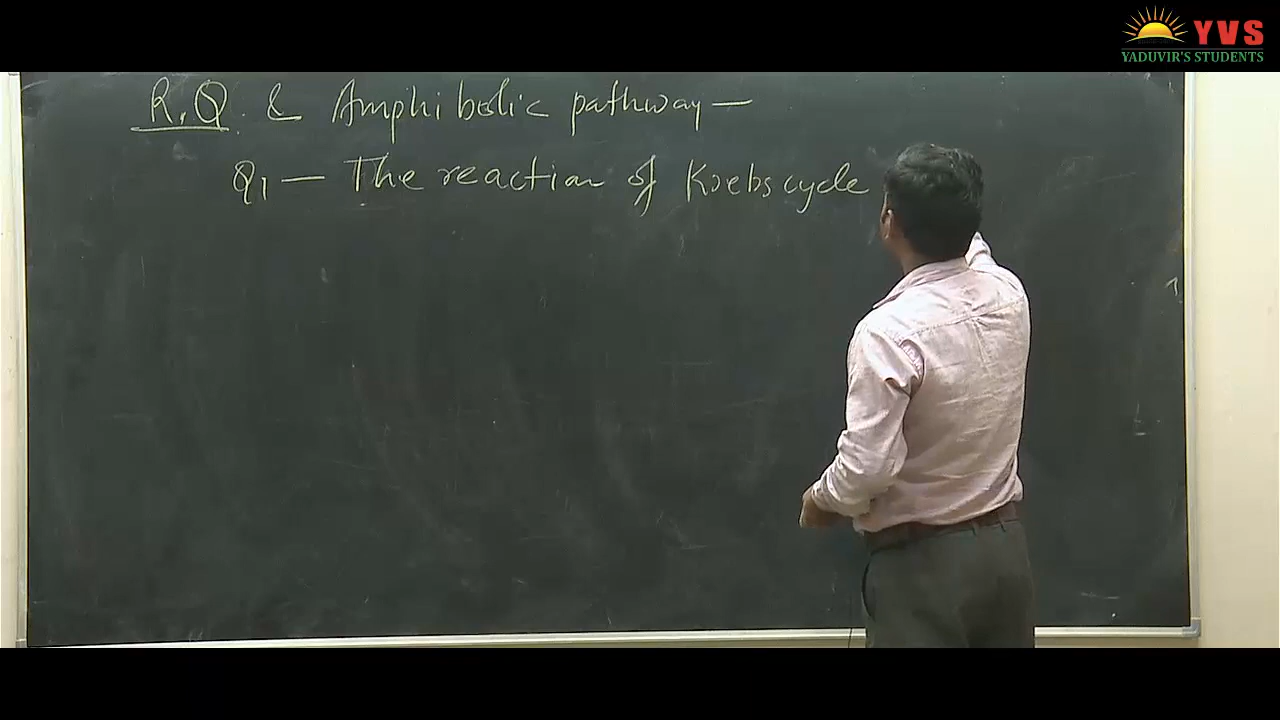 YVS
YADUVIR'S STUDENTS
R.Q & Amphibolic pathway —
Q1 — The reaction of Krebs cycle